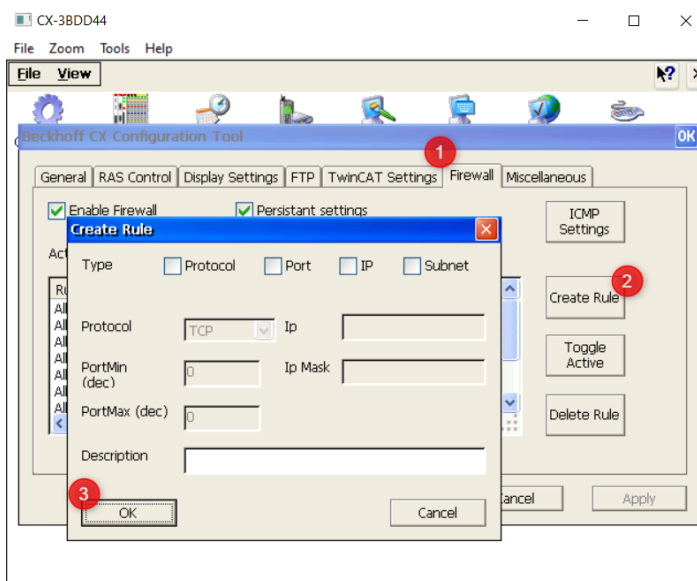 CX-3BDD44
File Zoom Tools Help
File View
Beckhoff CX Configuration Tool OK
1
General RAS Control Display Settings FTP TwinCAT Settings Firewall Miscellaneous
Enable Firewall Persistant settings
ICMP Settings
Create Rule
Type Protocol Port IP Subnet
2
Create Rule
Protocol TCP Ip
Toggle Active
PortMin (dec) 0 Ip Mask
PortMax (dec) 0
Delete Rule
Description
3
OK Cancel
Apply